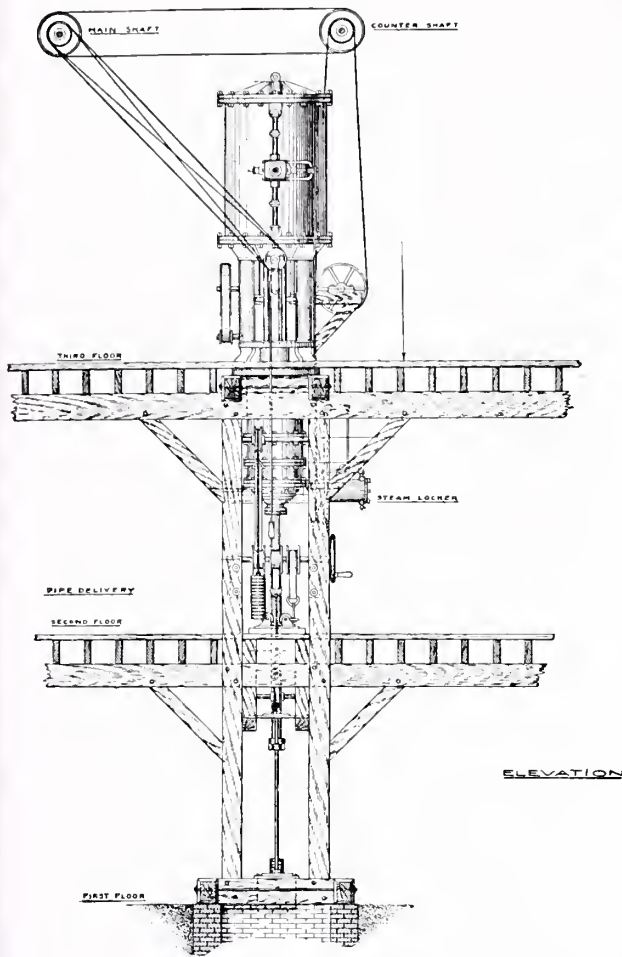 MAIN SHAFT
COUNTER SHAFT
THIRD FLOOR
STEAM LOCKER
PIPE DELIVERY
SECOND FLOOR
ELEVATION
FIRST FLOOR